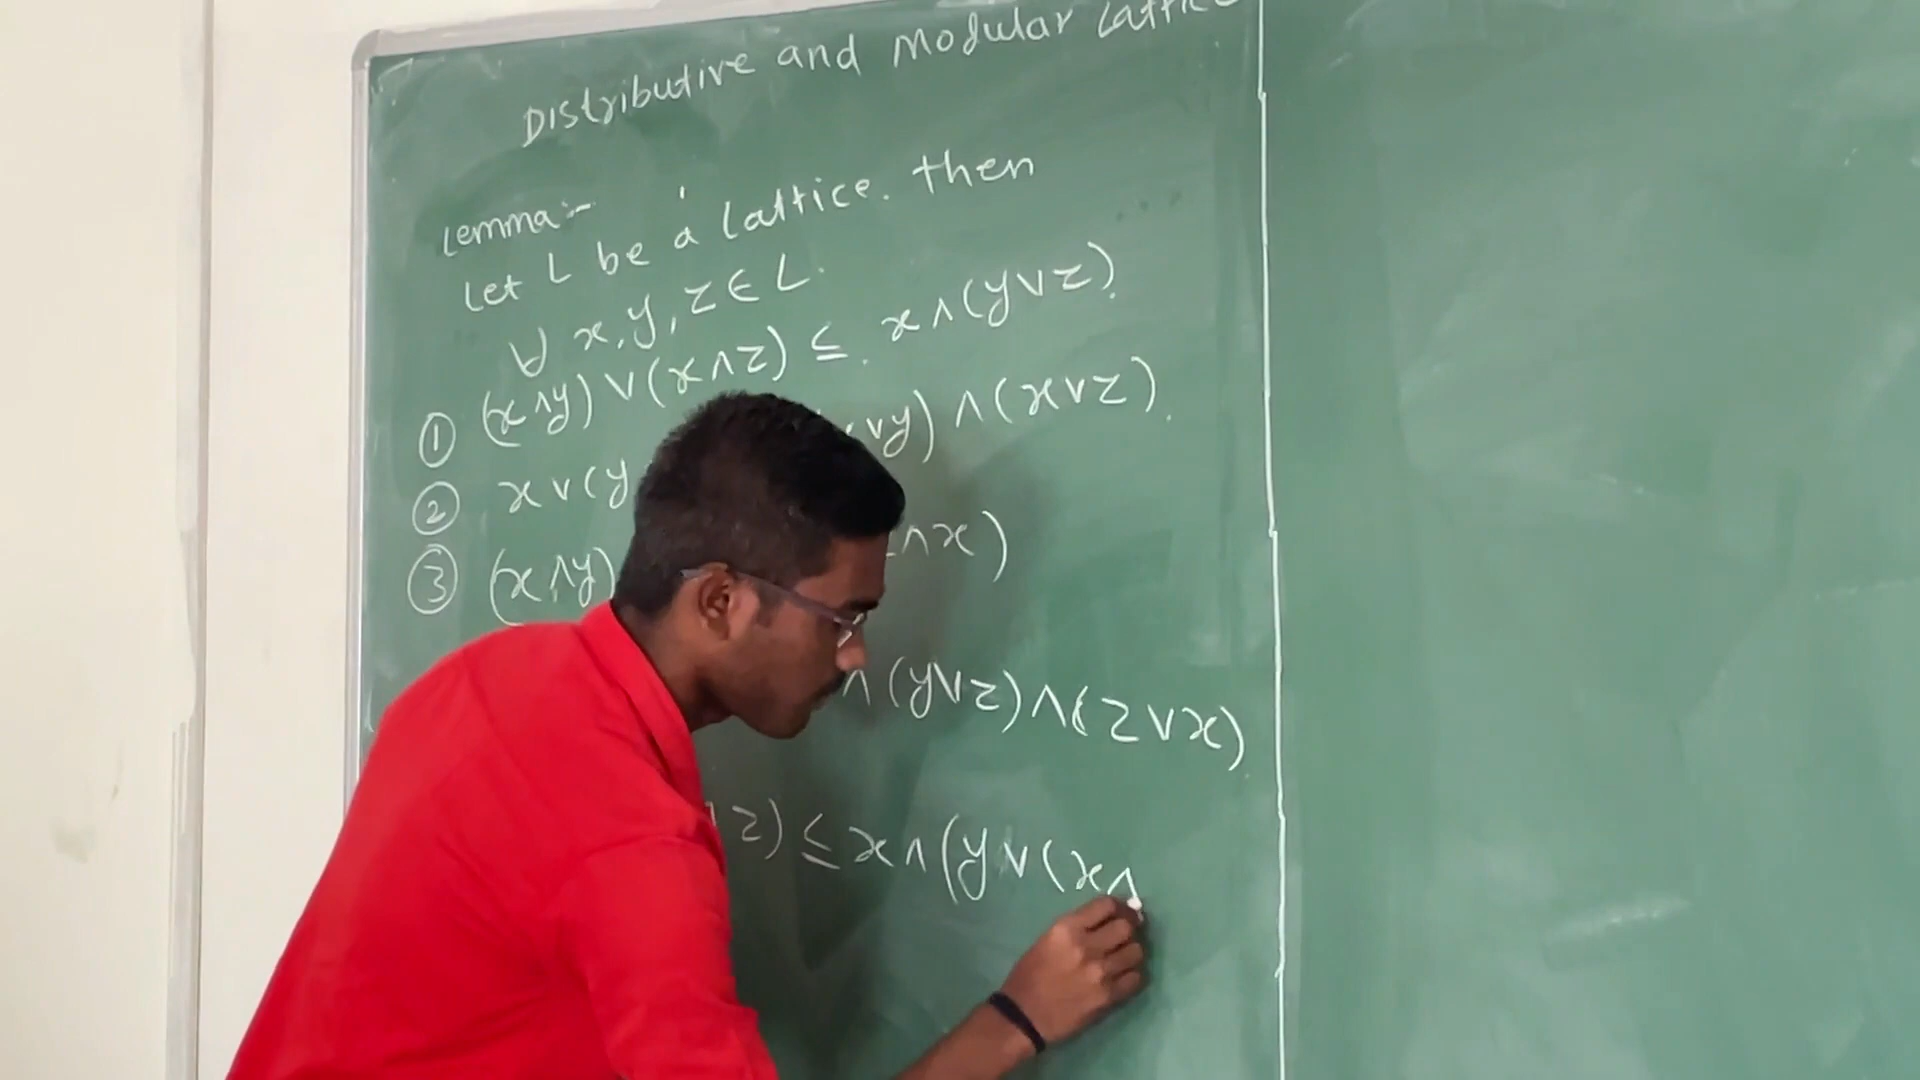 Distributive and Modular Lattice
Lemma:-
Let L be a lattice. then
∀ x, y, z ∈ L.
① (x∧y) ∨ (x∧z) ≤ x∧(y∨z)
② x∨(y ∨y) ∧ (x∨z).
③ (x∧y) ∧x)
∧(y∨z)∧(z∨x)
z) ≤ x∧(y∨(x∧